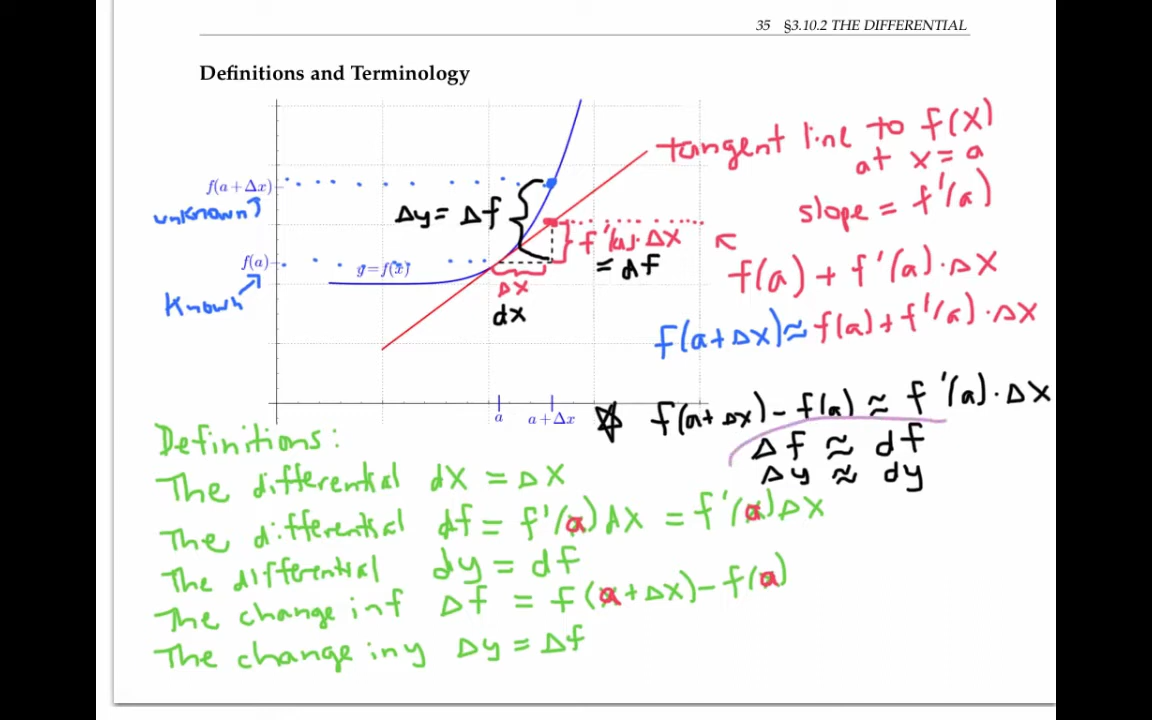 35 §3.10.2 THE DIFFERENTIAL
Definitions and Terminology
tangent line to f(x)
at x = a
slope = f'(a)
f(a+Δx)
unknown
Δy = Δf
f'(a)·Δx
= df
f(a) + f'(a)·Δx
f(a)
y=f(x)
Known
Δx
dx
f(a+Δx) ≈ f(a) + f'(a)·Δx
a a+Δx
f(a+Δx) - f(a) ≈ f'(a)·Δx
Δf ≈ df
Δy ≈ dy
Definitions:
The differential dx = Δx
The differential df = f'(a)dx = f'(a)Δx
The differential dy = df
The change in f Δf = f(a+Δx) - f(a)
The change in y Δy = Δf